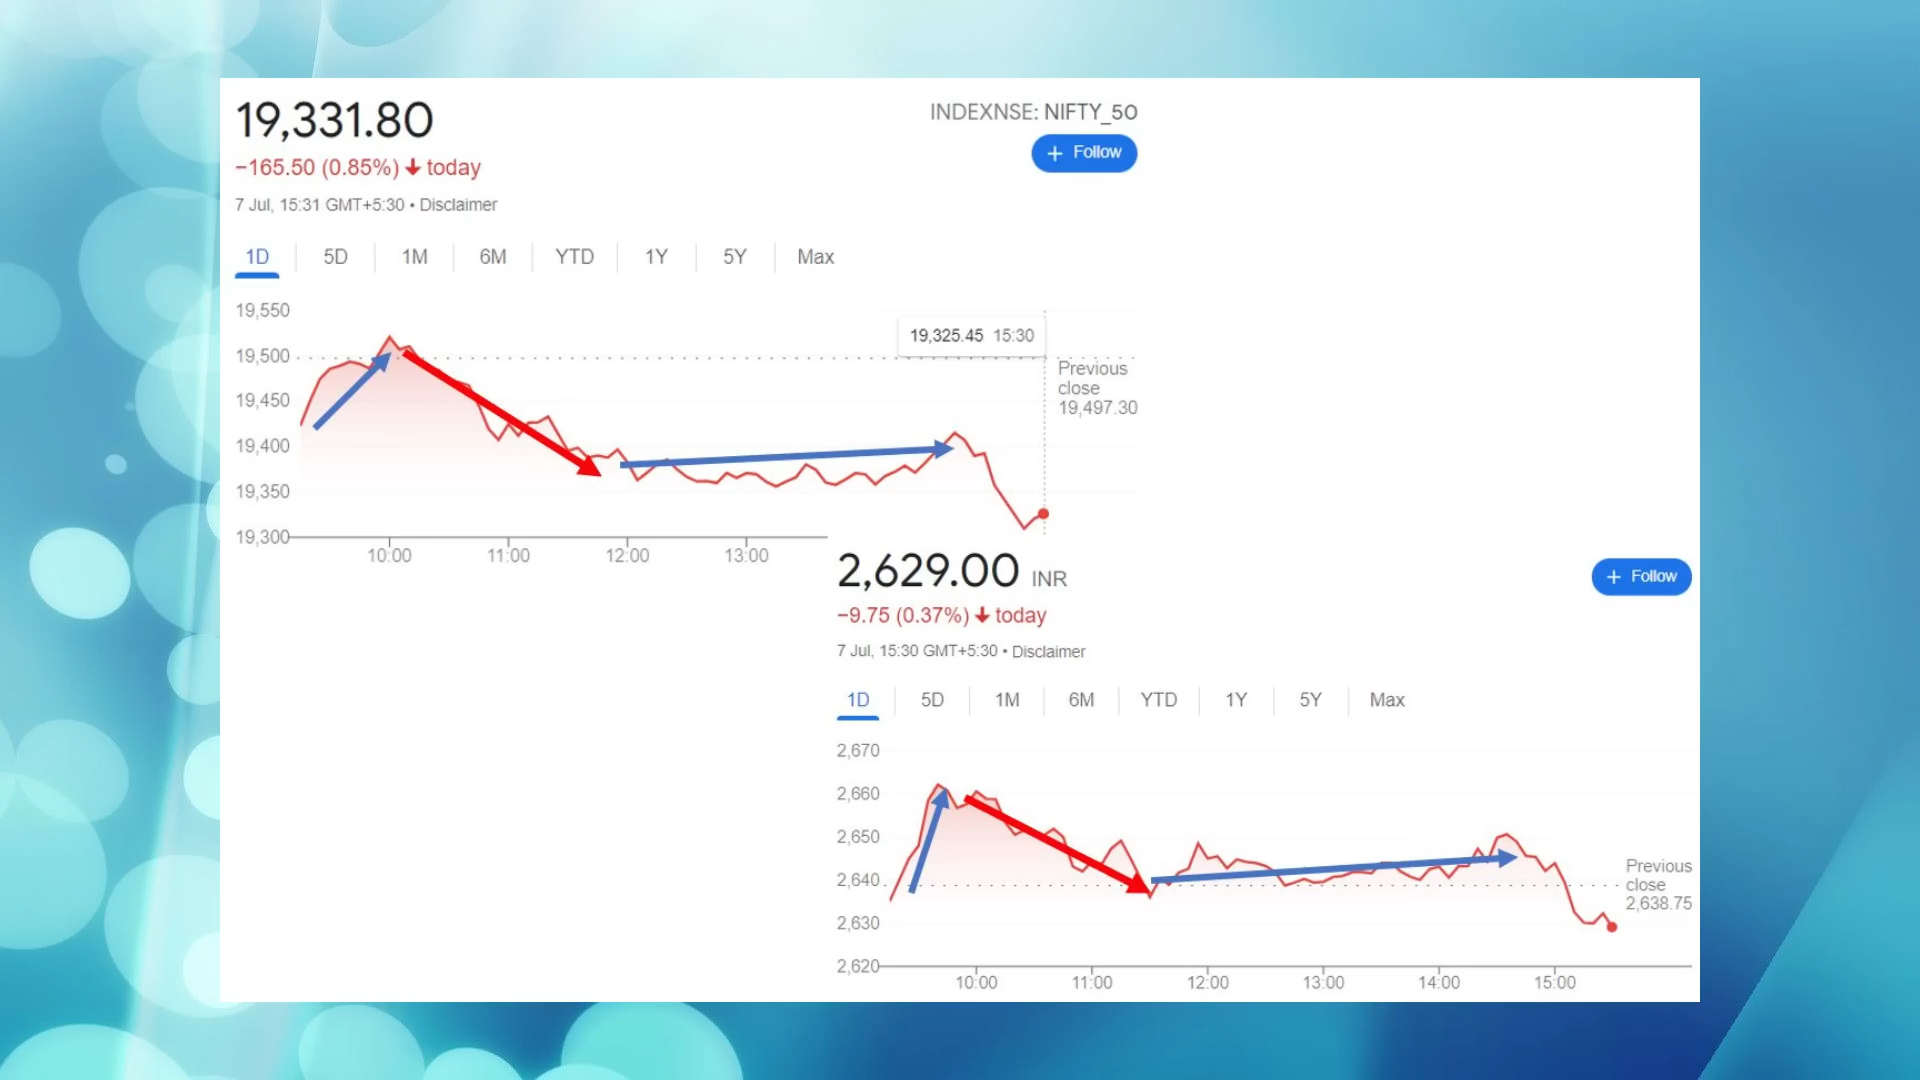 19,331.80
INDEXNSE: NIFTY_50
+ Follow
−165.50 (0.85%) ↓ today
7 Jul, 15:31 GMT+5:30 • Disclaimer
1D 5D 1M 6M YTD 1Y 5Y Max
19,550
19,500
19,450
19,400
19,350
19,300
19,325.45 15:30
Previous
close
19,497.30
10:00 11:00 12:00 13:00
2,629.00 INR
+ Follow
−9.75 (0.37%) ↓ today
7 Jul, 15:30 GMT+5:30 • Disclaimer
1D 5D 1M 6M YTD 1Y 5Y Max
2,670
2,660
2,650
2,640
2,630
2,620
Previous
close
2,638.75
10:00 11:00 12:00 13:00 14:00 15:00